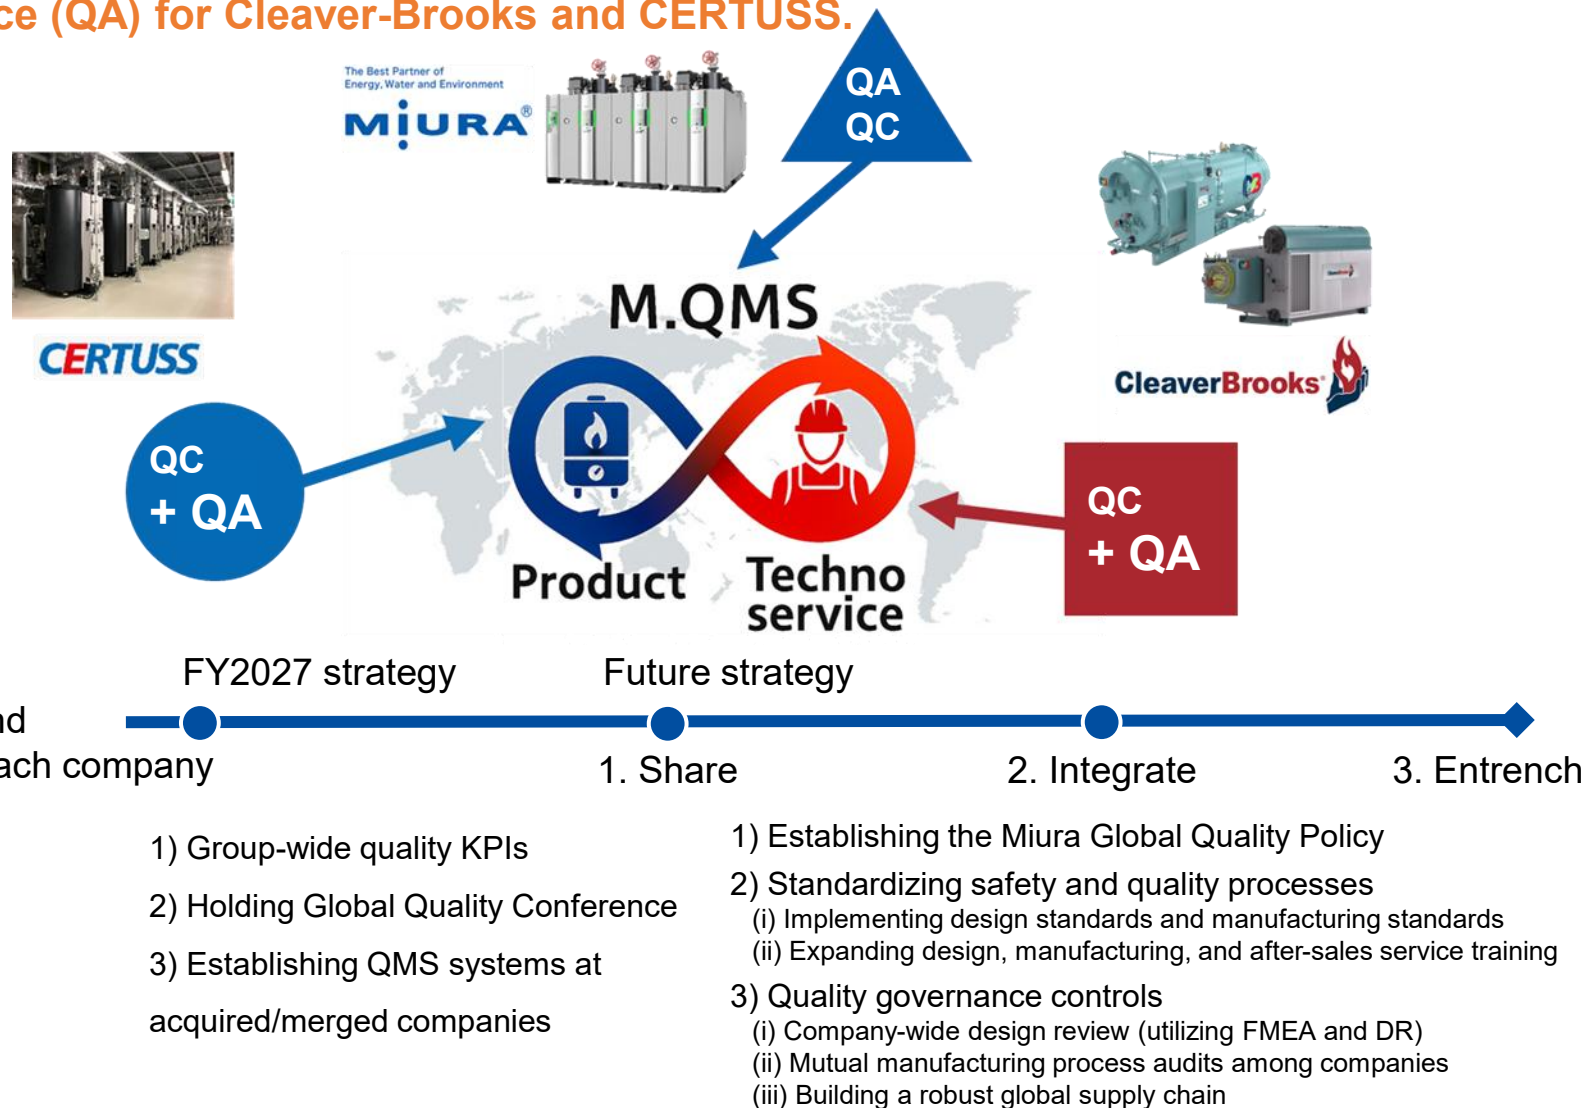 ce (QA) for Cleaver-Brooks and CERTUSS.
The Best Partner of
Energy, Water and Environment
MIURA®
QA
QC
CERTUSS
M.QMS
CleaverBrooks
QC
+ QA
QC
+ QA
Product
Techno
service
FY2027 strategy
Future strategy
nd
ach company
1. Share
2. Integrate
3. Entrench
1) Group-wide quality KPIs
2) Holding Global Quality Conference
3) Establishing QMS systems at
acquired/merged companies
1) Establishing the Miura Global Quality Policy
2) Standardizing safety and quality processes
(i) Implementing design standards and manufacturing standards
(ii) Expanding design, manufacturing, and after-sales service training
3) Quality governance controls
(i) Company-wide design review (utilizing FMEA and DR)
(ii) Mutual manufacturing process audits among companies
(iii) Building a robust global supply chain